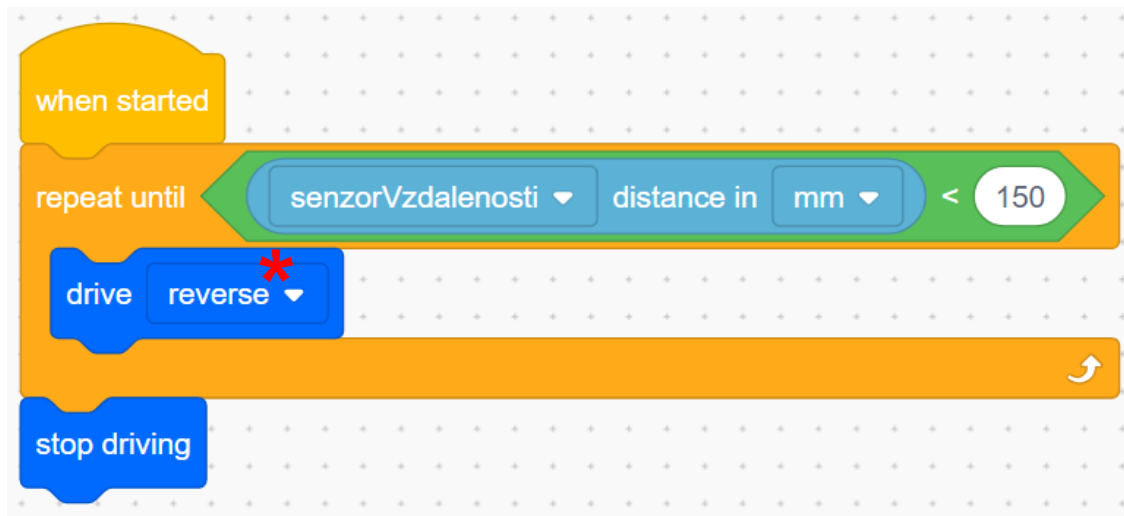 when started
repeat until senzorVzdalenosti distance in mm < 150
drive reverse *
stop driving